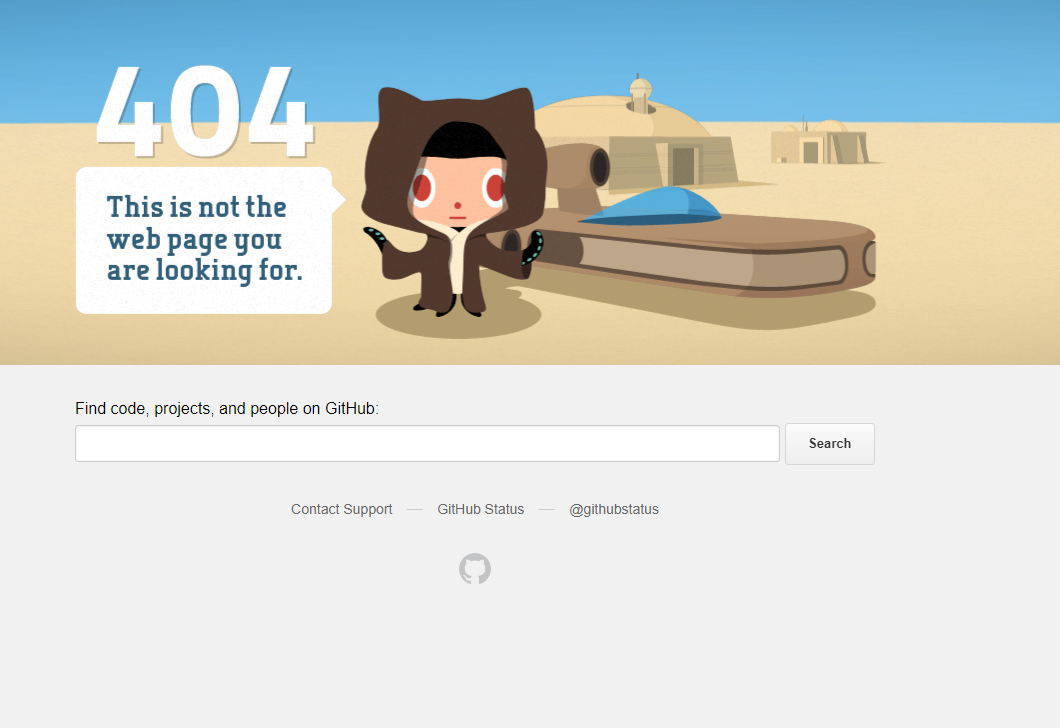 404
This is not the
web page you
are looking for.
Find code, projects, and people on GitHub:
Search
Contact Support — GitHub Status — @githubstatus